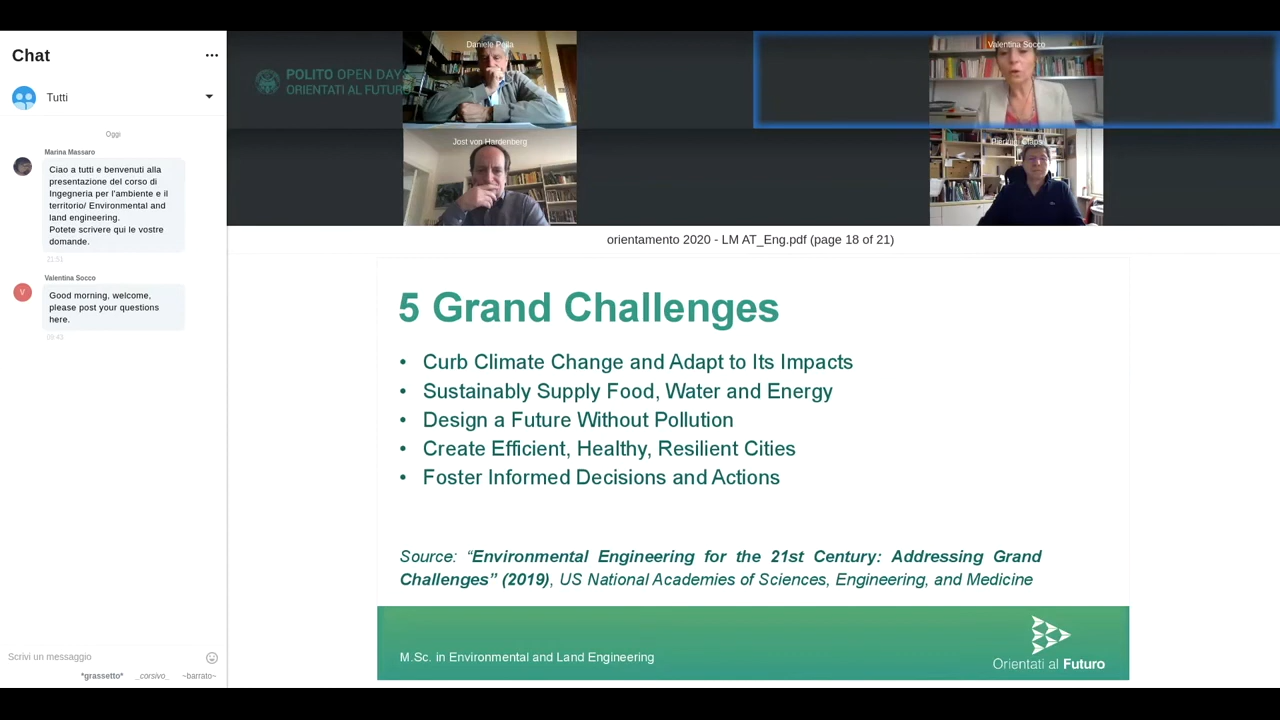 Chat
Tutti
Oggi
Marina Massaro
Ciao a tutti e benvenuti alla
presentazione del corso di
Ingegneria per l'ambiente e il
territorio/ Environmental and
land engineering.
Potete scrivere qui le vostre
domande.
21:51
Valentina Socco
V
Good morning, welcome,
please post your questions
here.
09:43
Scrivi un messaggio
*grassetto* _corsivo_ ~barrato~
POLITO OPEN DAYS
ORIENTATI AL FUTURO
Daniele Pella
Valentina Socco
Jost von Hardenberg
Pierluigi Claps
orientamento 2020 - LM AT_Eng.pdf (page 18 of 21)
5 Grand Challenges
• Curb Climate Change and Adapt to Its Impacts
• Sustainably Supply Food, Water and Energy
• Design a Future Without Pollution
• Create Efficient, Healthy, Resilient Cities
• Foster Informed Decisions and Actions
Source: “Environmental Engineering for the 21st Century: Addressing Grand
Challenges” (2019), US National Academies of Sciences, Engineering, and Medicine
M.Sc. in Environmental and Land Engineering
Orientati al Futuro